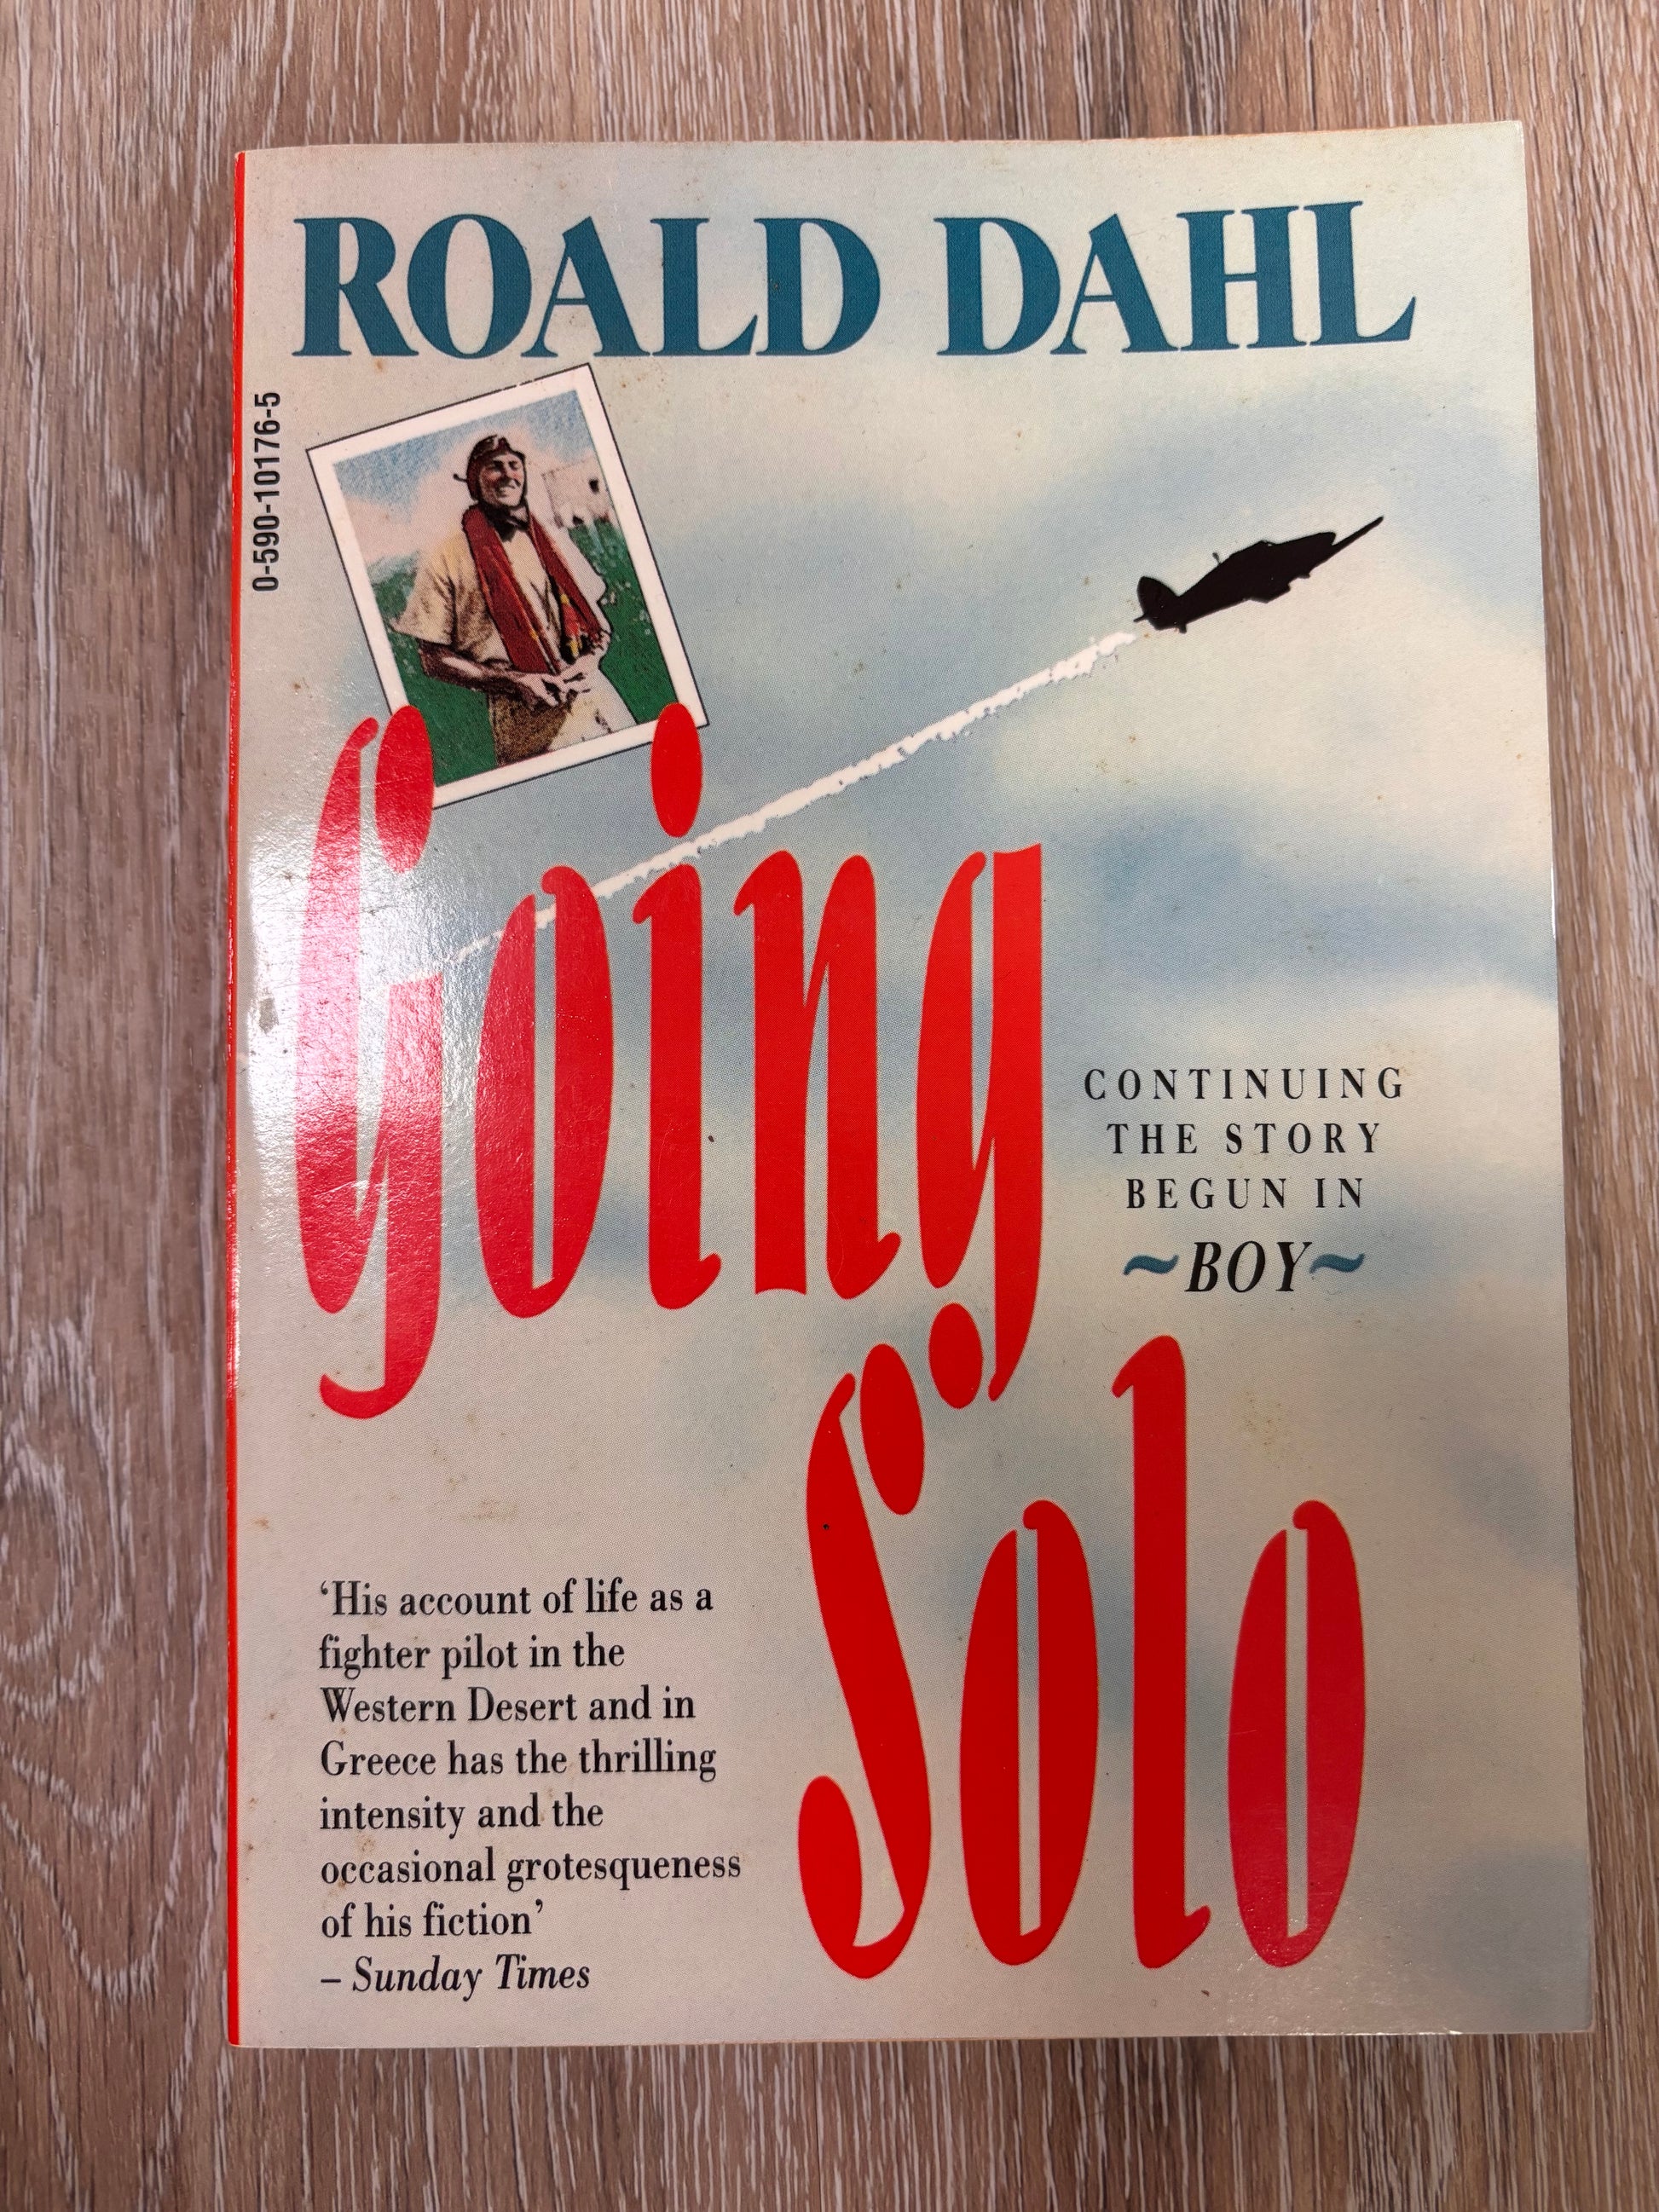 ROALD DAHL
0-590-10176-5
Going
CONTINUING
THE STORY
BEGUN IN
~BOY~
Solo
‘His account of life as a
fighter pilot in the
Western Desert and in
Greece has the thrilling
intensity and the
occasional grotesqueness
of his fiction’
– Sunday Times